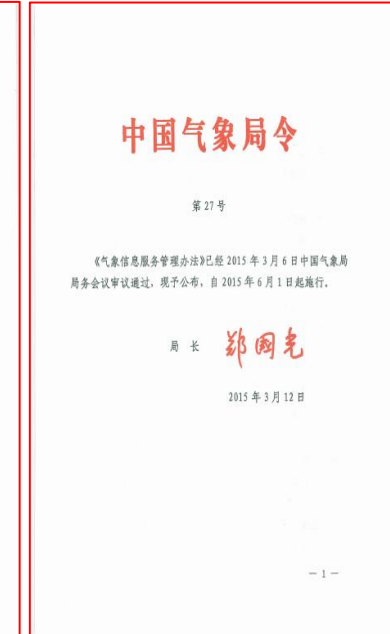 中国气象局令
第27号
《气象信息服务管理办法》已经2015年3月6日中国气象局
局务会议审议通过，现予公布，自2015年6月1日起施行。
局 长 郑国光
2015年3月12日
— 1 —